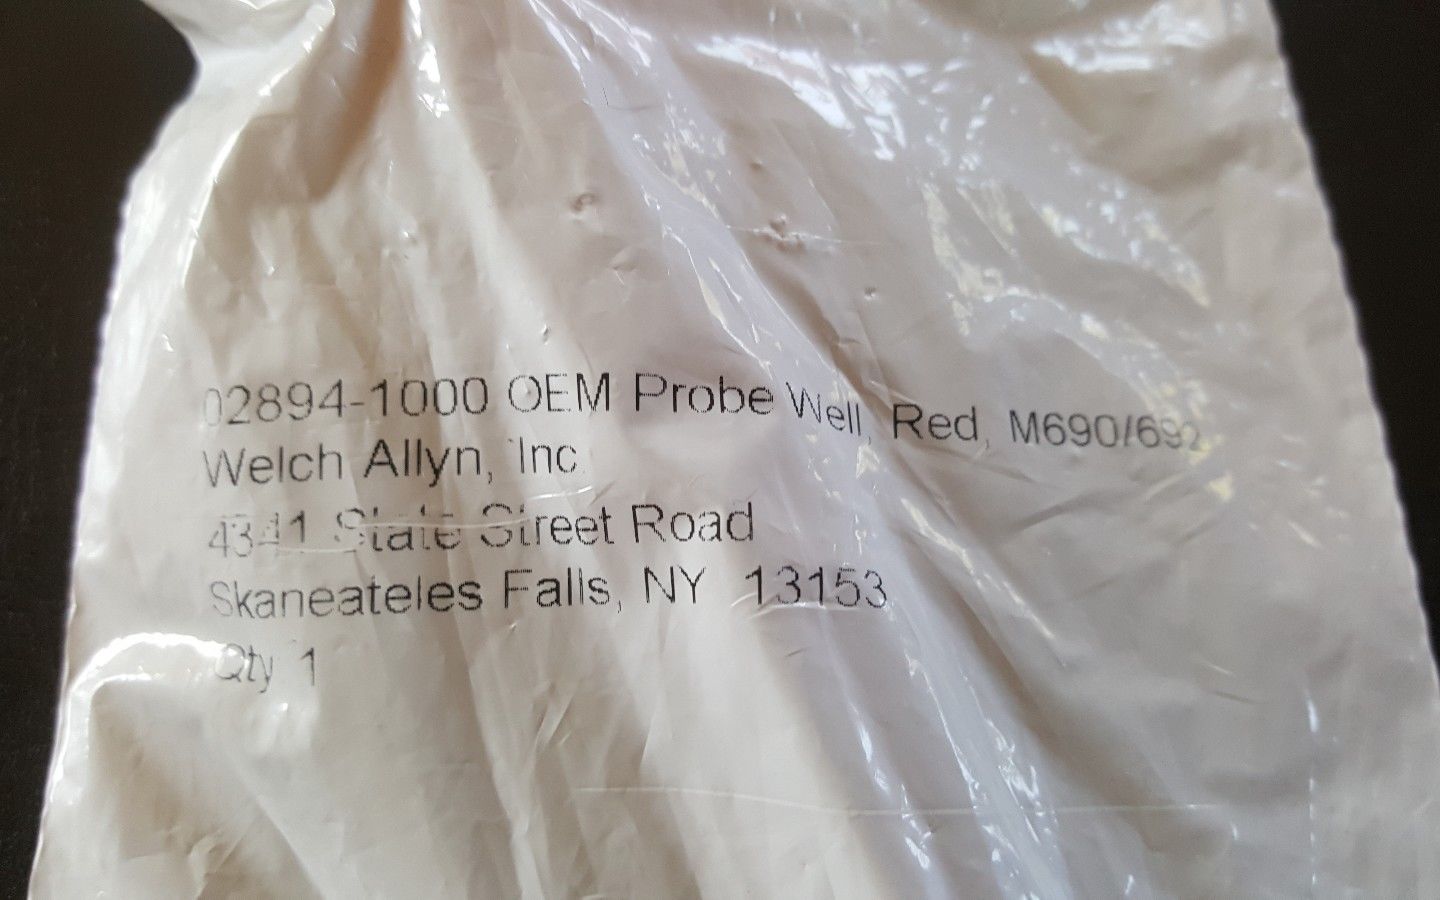 02894-1000 OEM Probe Well, Red, M690/692
Welch Allyn, Inc.
4341 State Street Road
Skaneateles Falls, NY 13153
Qty 1